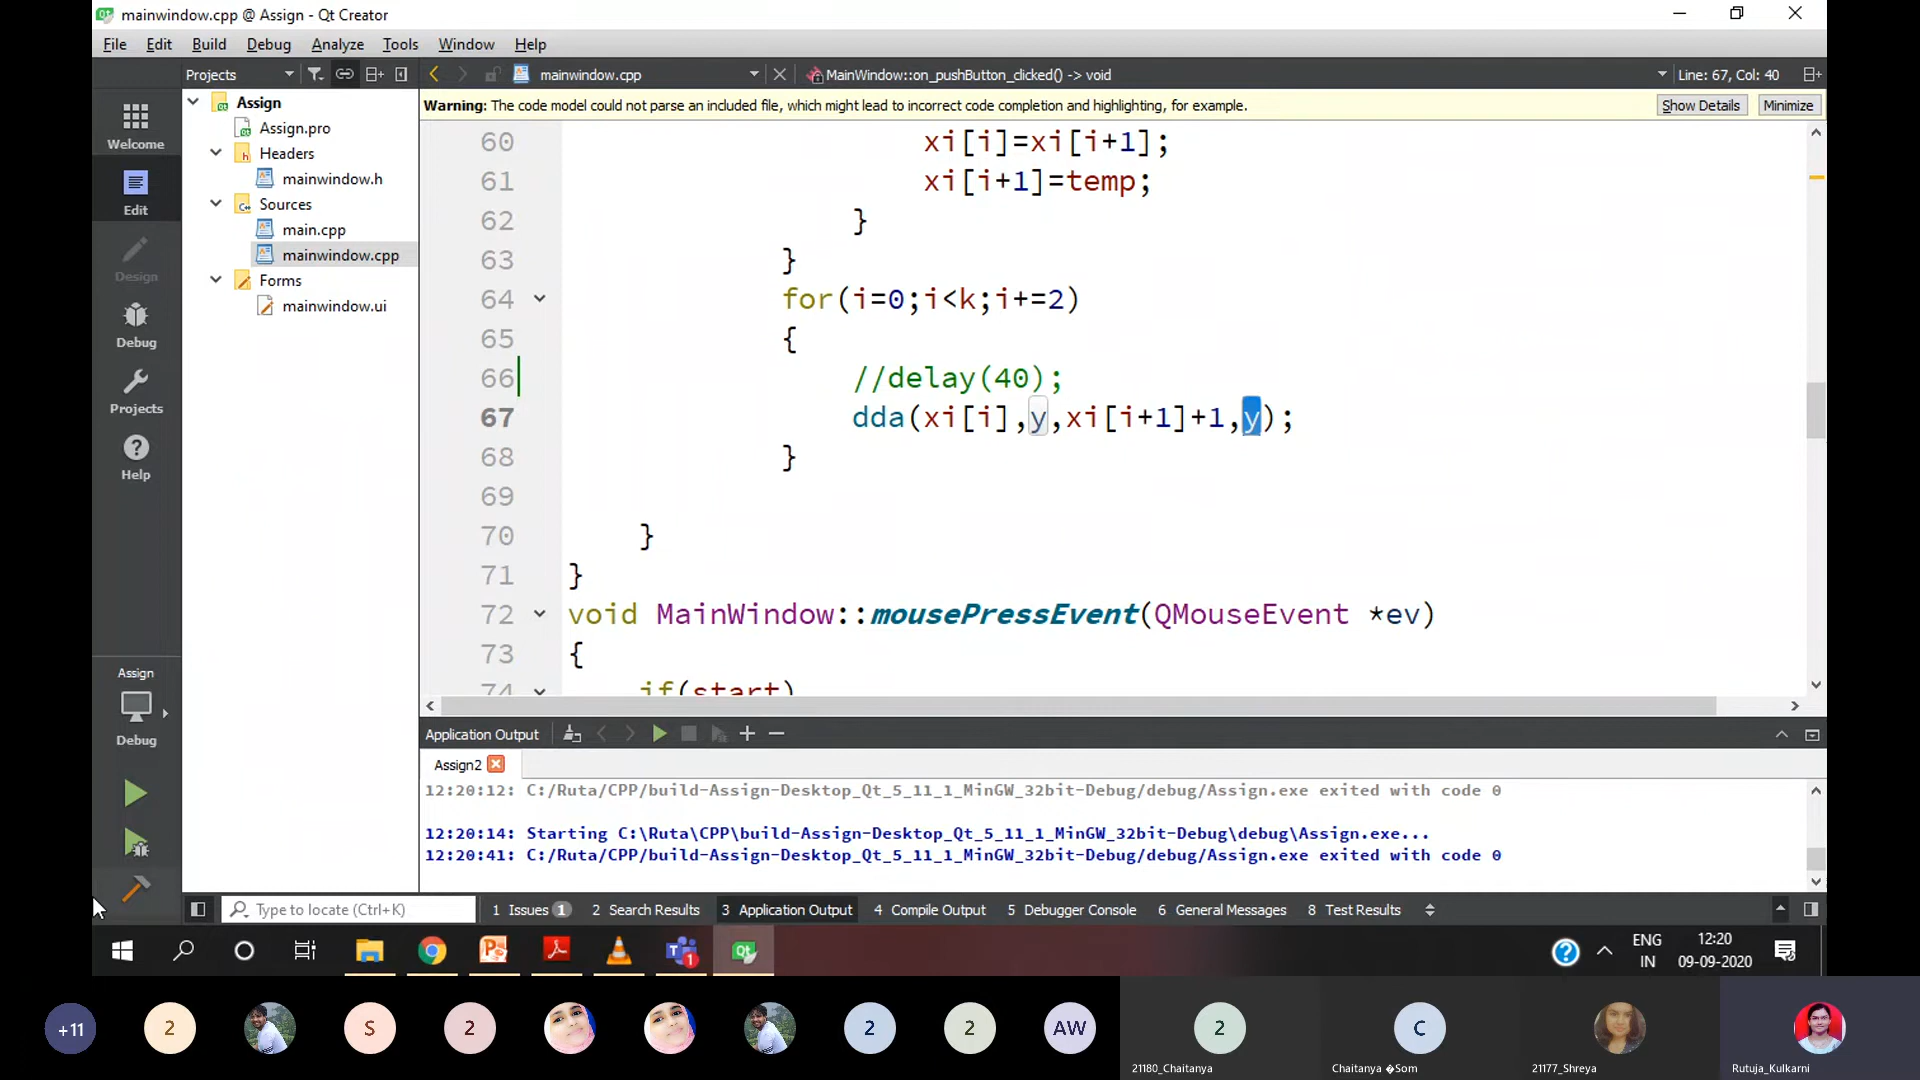 mainwindow.cpp @ Assign - Qt Creator
File Edit Build Debug Analyze Tools Window Help
Projects mainwindow.cpp MainWindow::on_pushButton_clicked() -> void Line: 67, Col: 40
Warning: The code model could not parse an included file, which might lead to incorrect code completion and highlighting, for example. Show Details Minimize
Welcome
Edit
Design
Debug
Projects
Help
Assign
Debug
Assign
Assign.pro
Headers
mainwindow.h
Sources
main.cpp
mainwindow.cpp
Forms
mainwindow.ui
60 xi[i]=xi[i+1];
61 xi[i+1]=temp;
62 }
63 }
64 for(i=0;i<k;i+=2)
65 {
66 //delay(40);
67 dda(xi[i],y,xi[i+1]+1,y);
68 }
69
70 }
71 }
72 void MainWindow::mousePressEvent(QMouseEvent *ev)
73 {
74 if(start)
Application Output
Assign2
12:20:12: C:/Ruta/CPP/build-Assign-Desktop_Qt_5_11_1_MinGW_32bit-Debug/debug/Assign.exe exited with code 0
12:20:14: Starting C:\Ruta\CPP\build-Assign-Desktop_Qt_5_11_1_MinGW_32bit-Debug\debug\Assign.exe...
12:20:41: C:/Ruta/CPP/build-Assign-Desktop_Qt_5_11_1_MinGW_32bit-Debug/debug/Assign.exe exited with code 0
Type to locate (Ctrl+K) 1 Issues 1 2 Search Results 3 Application Output 4 Compile Output 5 Debugger Console 6 General Messages 8 Test Results
ENG 12:20
IN 09-09-2020
+11 2 S 2 2 2 AW 2 C
21180_Chaitanya Chaitanya �Som 21177_Shreya Rutuja_Kulkarni